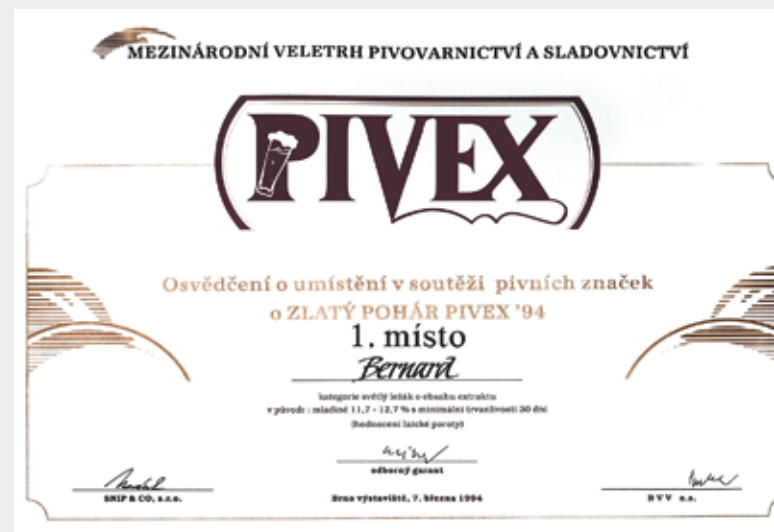 MEZINÁRODNÍ VELETRH PIVOVARNICTVÍ A SLADOVNICTVÍ
PIVEX
Osvědčení o umístění v soutěži pivních značek
o ZLATÝ POHÁR PIVEX '94
1. místo
Bernard
kategorie světlý ležák o obsahu extraktu
v původr : mladině 11,7 - 12,7 % s minimální trvanlivostí 30 dní
(hodnocení laické poroty)
odborný garant
SNIP & CO, s.r.o.
Brno výstaviště, 7. března 1994
BVV a.s.